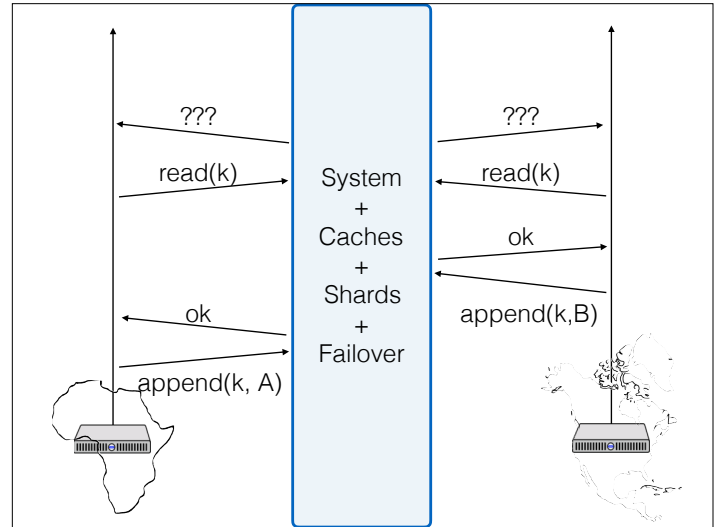 ???
???
read(k)
read(k)
System
+
Caches
+
Shards
+
Failover
ok
append(k,B)
ok
append(k, A)